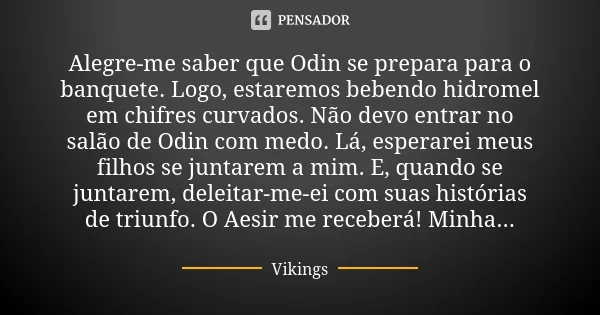 PENSADOR
Alegre-me saber que Odin se prepara para o
banquete. Logo, estaremos bebendo hidromel
em chifres curvados. Não devo entrar no
salão de Odin com medo. Lá, esperarei meus
filhos se juntarem a mim. E, quando se
juntarem, deleitar-me-ei com suas histórias
de triunfo. O Aesir me receberá! Minha...
Vikings